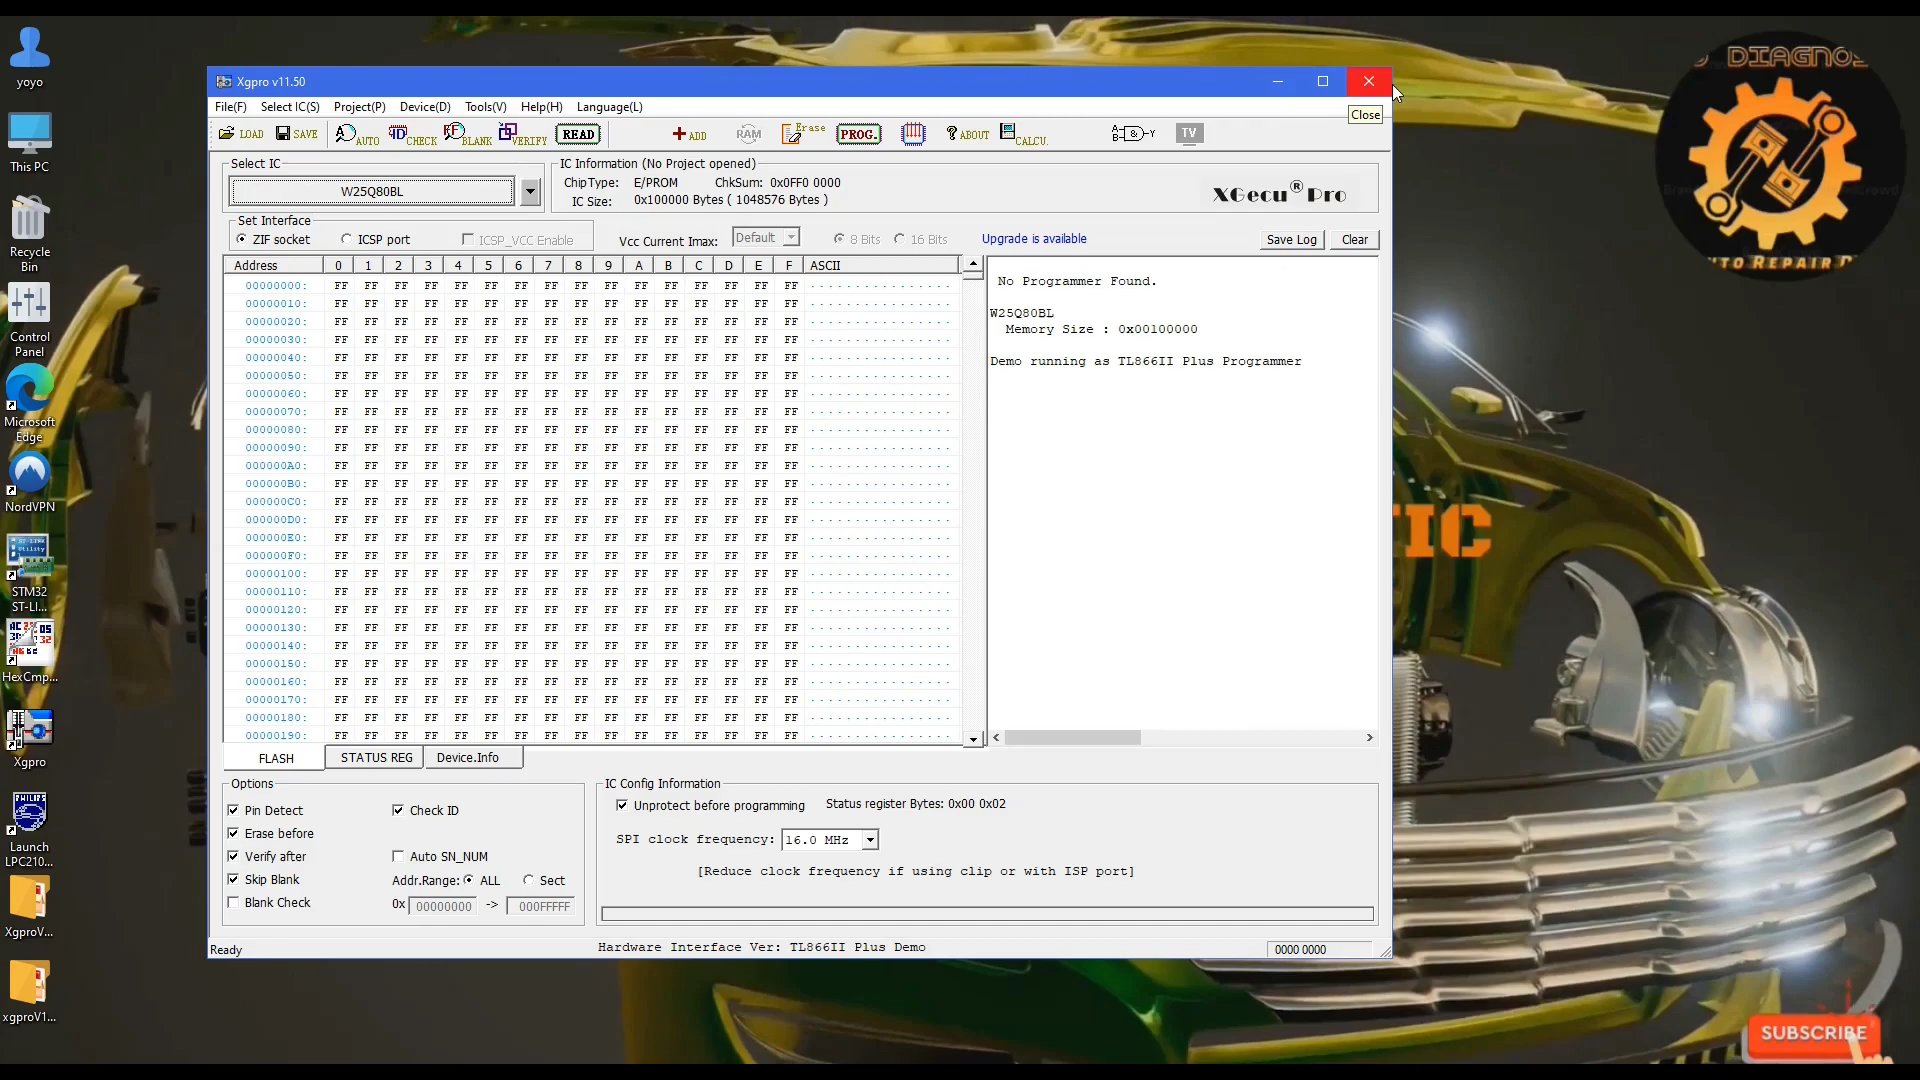 yoyo
This PC
Recycle
Bin
Control
Panel
Microsoft
Edge
NordVPN
STM32
ST-LI...
HexCmp...
Xgpro
Launch
LPC210...
XgproV...
xgproV1...
Xgpro v11.50
Close
File(F) Select IC(S) Project(P) Device(D) Tools(V) Help(H) Language(L)
LOAD SAVE AUTO CHECK BLANK VERIFY READ ADD RAM Erase PROG. ABOUT CALCU. TV
Select IC
W25Q80BL
IC Information (No Project opened)
ChipType: E/PROM ChkSum: 0x0FF0 0000
IC Size: 0x100000 Bytes ( 1048576 Bytes )
XGecu® Pro
Set Interface
ZIF socket ICSP port ICSP_VCC Enable Vcc Current Imax: Default 8 Bits 16 Bits Upgrade is available Save Log Clear
Address 0 1 2 3 4 5 6 7 8 9 A B C D E F ASCII
00000000: FF FF FF FF FF FF FF FF FF FF FF FF FF FF FF FF ................
00000010: FF FF FF FF FF FF FF FF FF FF FF FF FF FF FF FF ................
00000020: FF FF FF FF FF FF FF FF FF FF FF FF FF FF FF FF ................
00000030: FF FF FF FF FF FF FF FF FF FF FF FF FF FF FF FF ................
00000040: FF FF FF FF FF FF FF FF FF FF FF FF FF FF FF FF ................
00000050: FF FF FF FF FF FF FF FF FF FF FF FF FF FF FF FF ................
00000060: FF FF FF FF FF FF FF FF FF FF FF FF FF FF FF FF ................
00000070: FF FF FF FF FF FF FF FF FF FF FF FF FF FF FF FF ................
00000080: FF FF FF FF FF FF FF FF FF FF FF FF FF FF FF FF ................
00000090: FF FF FF FF FF FF FF FF FF FF FF FF FF FF FF FF ................
000000A0: FF FF FF FF FF FF FF FF FF FF FF FF FF FF FF FF ................
000000B0: FF FF FF FF FF FF FF FF FF FF FF FF FF FF FF FF ................
000000C0: FF FF FF FF FF FF FF FF FF FF FF FF FF FF FF FF ................
000000D0: FF FF FF FF FF FF FF FF FF FF FF FF FF FF FF FF ................
000000E0: FF FF FF FF FF FF FF FF FF FF FF FF FF FF FF FF ................
000000F0: FF FF FF FF FF FF FF FF FF FF FF FF FF FF FF FF ................
00000100: FF FF FF FF FF FF FF FF FF FF FF FF FF FF FF FF ................
00000110: FF FF FF FF FF FF FF FF FF FF FF FF FF FF FF FF ................
00000120: FF FF FF FF FF FF FF FF FF FF FF FF FF FF FF FF ................
00000130: FF FF FF FF FF FF FF FF FF FF FF FF FF FF FF FF ................
00000140: FF FF FF FF FF FF FF FF FF FF FF FF FF FF FF FF ................
00000150: FF FF FF FF FF FF FF FF FF FF FF FF FF FF FF FF ................
00000160: FF FF FF FF FF FF FF FF FF FF FF FF FF FF FF FF ................
00000170: FF FF FF FF FF FF FF FF FF FF FF FF FF FF FF FF ................
00000180: FF FF FF FF FF FF FF FF FF FF FF FF FF FF FF FF ................
00000190: FF FF FF FF FF FF FF FF FF FF FF FF FF FF FF FF ................
No Programmer Found.
W25Q80BL
Memory Size : 0x00100000
Demo running as TL866II Plus Programmer
FLASH STATUS REG Device.Info
Options
Pin Detect Check ID
Erase before
Verify after Auto SN_NUM
Skip Blank Addr.Range: ALL Sect
Blank Check 0x 00000000 -> 000FFFFF
IC Config Information
Unprotect before programming Status register Bytes: 0x00 0x02
SPI clock frequency: 16.0 MHz
[Reduce clock frequency if using clip or with ISP port]
Ready Hardware Interface Ver: TL866II Plus Demo 0000 0000
DIAGNOS
UTO REPAIR D
IC
SUBSCRIBE